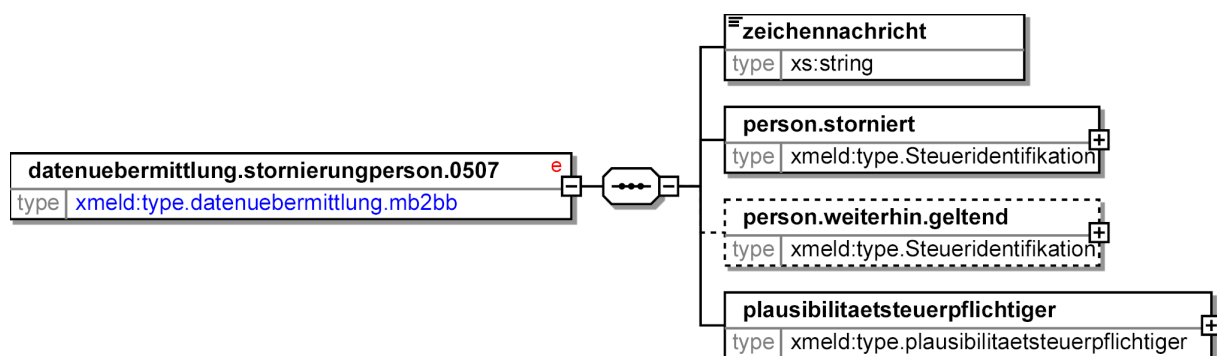 zeichennachricht
type xs:string
person.storniert
type xmeld:type.Steueridentifikation
datenuebermittlung.stornierungperson.0507 e
type xmeld:type.datenuebermittlung.mb2bb
person.weiterhin.geltend
type xmeld:type.Steueridentifikation
plausibilitaetsteuerpflichtiger
type xmeld:type.plausibilitaetsteuerpflichtiger